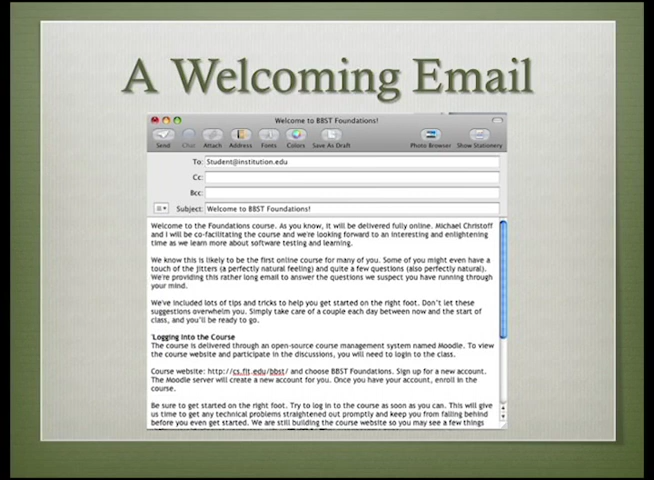 A Welcoming Email
Welcome to BBST Foundations!
Send Chat Attach Address Fonts Colors Save As Draft Photo Browser Show Stationery
To: Student@institution.edu
Cc:
Bcc:
Subject: Welcome to BBST Foundations!
Welcome to the Foundations course. As you know, it will be delivered fully online. Michael Christoff
and I will be co-facilitating the course and we're looking forward to an interesting and enlightening
time as we learn more about software testing and learning.
We know this is likely to be the first online course for many of you. Some of you might even have a
touch of the jitters (a perfectly natural feeling) and quite a few questions (also perfectly natural).
We're providing this rather long email to answer the questions we suspect you have running through
your mind.
We've included lots of tips and tricks to help you get started on the right foot. Don't let these
suggestions overwhelm you. Simply take care of a couple each day between now and the start of
class, and you'll be ready to go.
'Logging into the Course
The course is delivered through an open-source course management system named Moodle. To view
the course website and participate in the discussions, you will need to login to the class.
Course website: http://cs.fit.edu/bbst/ and choose BBST Foundations. Sign up for a new account.
The Moodle server will create a new account for you. Once you have your account, enroll in the
course.
Be sure to get started on the right foot. Try to log in to the course as soon as you can. This will give
us time to get any technical problems straightened out promptly and keep you from falling behind
before you even get started. We are still building the course website so you may see a few things